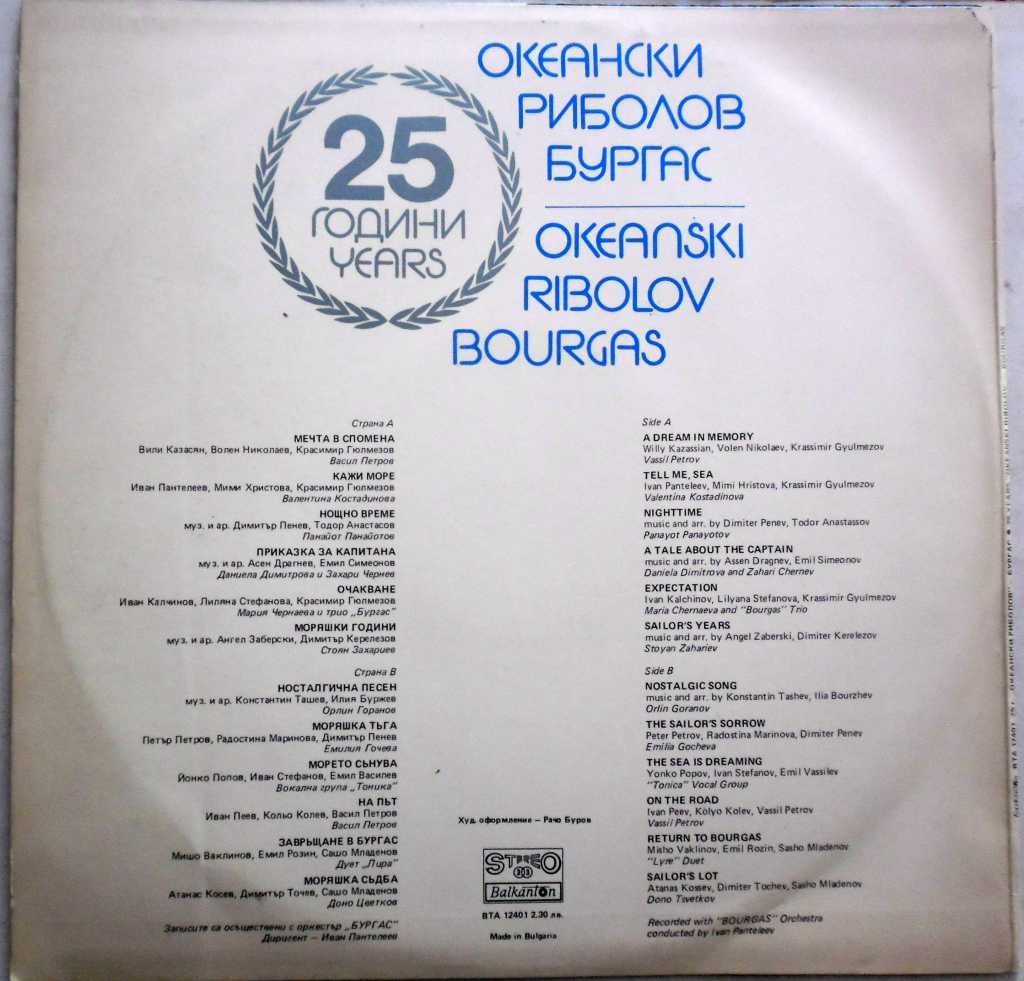 25
ГОДИНИ
YEARS
ОКЕАНСКИ
РИБОЛОВ
БУРГАС
OKEANSKI
RIBOLOV
BOURGAS
Страна А
МЕЧТА В СПОМЕНА
Вили Казасян, Волен Николаев, Красимир Гюлмезов
Васил Петров
КАЖИ МОРЕ
Иван Пантелеев, Мими Христова, Красимир Гюлмезов
Валентина Костадинова
НОЩНО ВРЕМЕ
муз. и ар. Димитър Пенев, Тодор Анастасов
Панайот Панайотов
ПРИКАЗКА ЗА КАПИТАНА
муз. и ар. Асен Драгнев, Емил Симеонов
Даниела Димитрова и Захари Чернев
ОЧАКВАНЕ
Иван Калчинов, Лиляна Стефанова, Красимир Гюлмезов
Мария Чернаева и трио „Бургас"
МОРЯШКИ ГОДИНИ
муз. и ар. Ангел Заберски, Димитър Керелезов
Стоян Захариев
Страна В
НОСТАЛГИЧНА ПЕСЕН
муз. и ар. Константин Ташев, Илия Буржев
Орлин Горанов
МОРЯШКА ТЪГА
Петър Петров, Радостина Маринова, Димитър Пенев
Емилия Гочева
МОРЕТО СЪНУВА
Йонко Попов, Иван Стефанов, Емил Василев
Вокална група „Тоника"
НА ПЪТ
Иван Пеев, Кольо Колев, Васил Петров
Васил Петров
ЗАВРЪЩАНЕ В БУРГАС
Мишо Ваклинов, Емил Розин, Сашо Младенов
Дует „Лира"
МОРЯШКА СЪДБА
Атанас Косев, Димитър Точев, Сашо Младенов
Доно Цветков
Записите са осъществени с оркестър „БУРГАС"
Диригент — Иван Пантелеев
Side A
A DREAM IN MEMORY
Willy Kazassian, Volen Nikolaev, Krassimir Gyulmezov
Vassil Petrov
TELL ME, SEA
Ivan Panteleev, Mimi Hristova, Krassimir Gyulmezov
Valentina Kostadinova
NIGHTTIME
music and arr. by Dimiter Penev, Todor Anastassov
Panayot Panayotov
A TALE ABOUT THE CAPTAIN
music and arr. by Assen Dragnev, Emil Simeonov
Daniela Dimitrova and Zahari Chernev
EXPECTATION
Ivan Kalchinov, Lilyana Stefanova, Krassimir Gyulmezov
Maria Chernaeva and "Bourgas" Trio
SAILOR'S YEARS
music and arr. by Angel Zaberski, Dimiter Kerelezov
Stoyan Zahariev
Side B
NOSTALGIC SONG
music and arr. by Konstantin Tashev, Ilia Bourzhev
Orlin Goranov
THE SAILOR'S SORROW
Peter Petrov, Radostina Marinova, Dimiter Penev
Emilia Gocheva
THE SEA IS DREAMING
Yonko Popov, Ivan Stefanov, Emil Vassilev
"Tonica" Vocal Group
ON THE ROAD
Ivan Peev, Kolyo Kolev, Vassil Petrov
Vassil Petrov
RETURN TO BOURGAS
Misho Vaklinov, Emil Rozin, Sasho Mladenov
"Lyre" Duet
SAILOR'S LOT
Atanas Kossev, Dimiter Tochev, Sasho Mladenov
Dono Tsvetkov
Recorded with "BOURGAS" Orchestra
conducted by Ivan Panteleev
Худ. оформление — Рачо Буров
STEREO
Balkanton
ВТА 12401 2.30 лв.
Made in Bulgaria